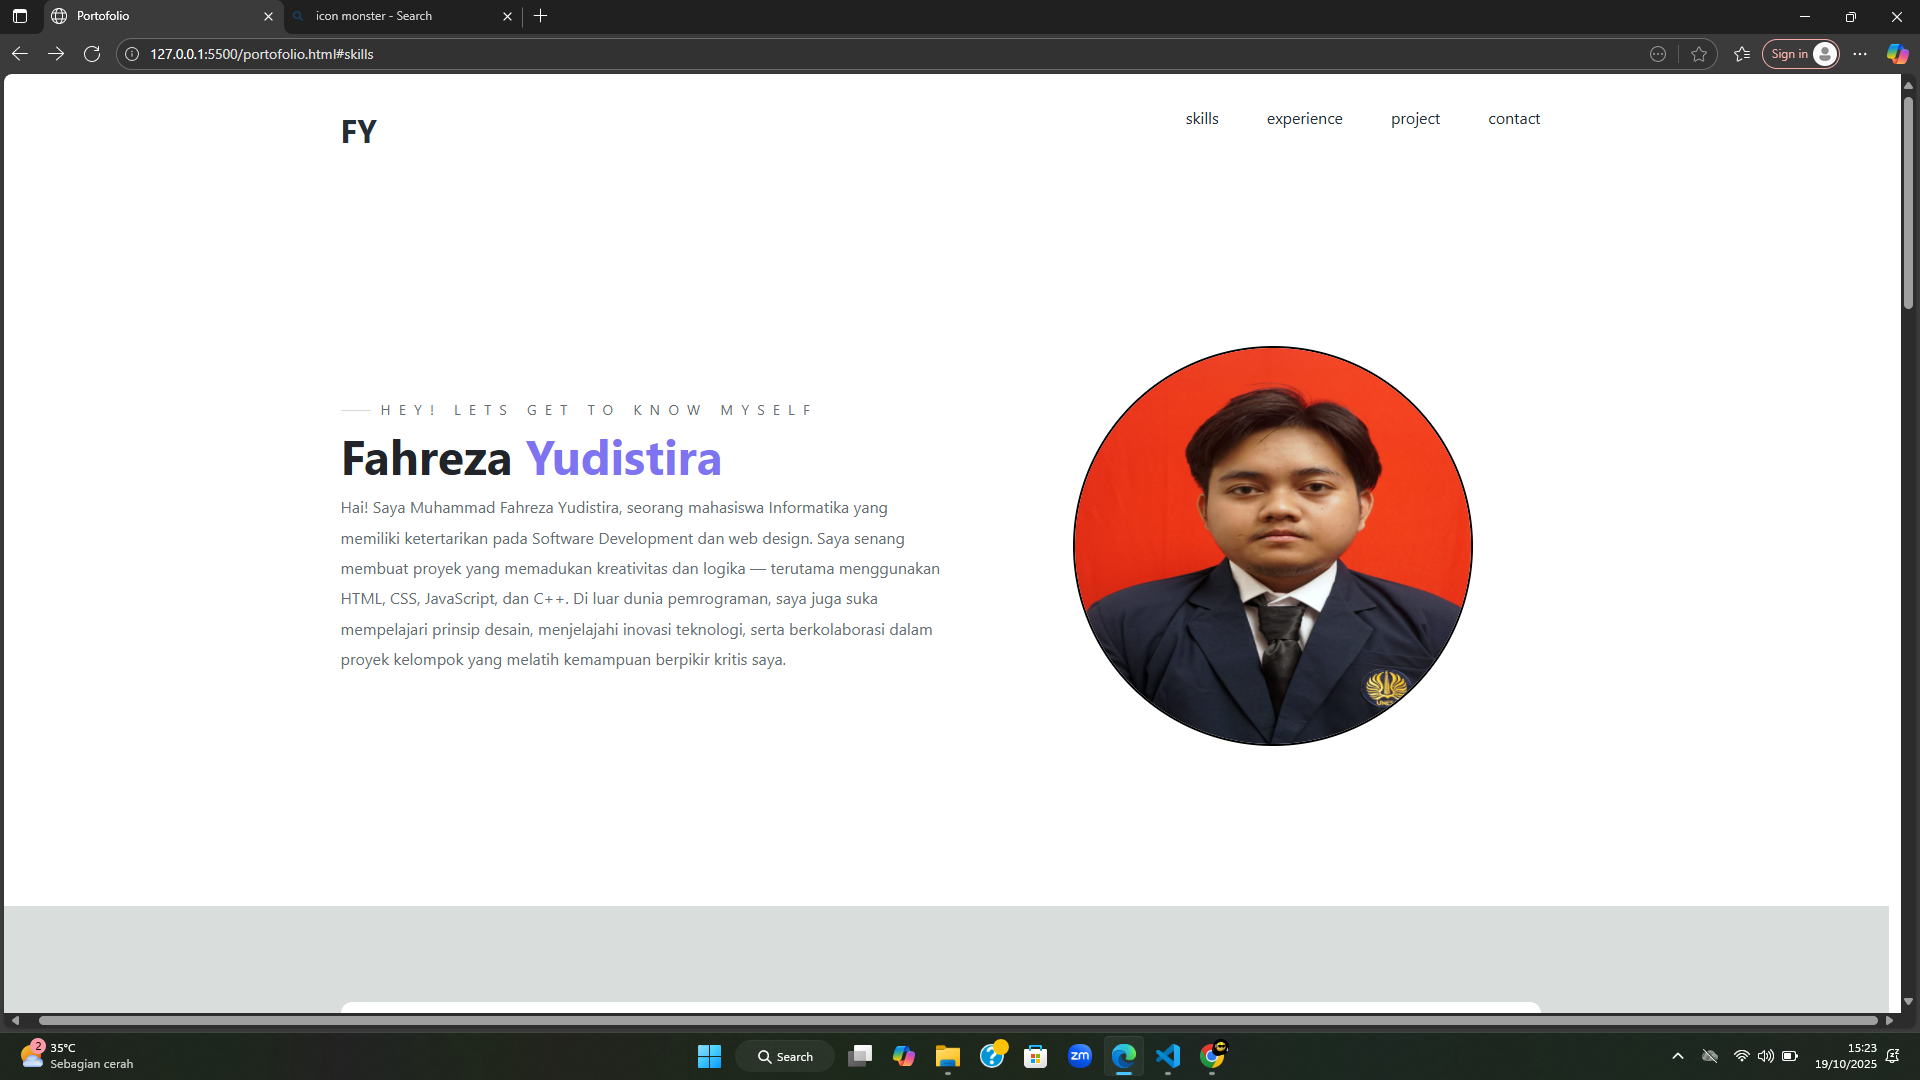 Portofolio
icon monster - Search
127.0.0.1:5500/portofolio.html#skills
Sign in
FY
skills
experience
project
contact
HEY! LETS GET TO KNOW MYSELF
Fahreza Yudistira
Hai! Saya Muhammad Fahreza Yudistira, seorang mahasiswa Informatika yang
memiliki ketertarikan pada Software Development dan web design. Saya senang
membuat proyek yang memadukan kreativitas dan logika — terutama menggunakan
HTML, CSS, JavaScript, dan C++. Di luar dunia pemrograman, saya juga suka
mempelajari prinsip desain, menjelajahi inovasi teknologi, serta berkolaborasi dalam
proyek kelompok yang melatih kemampuan berpikir kritis saya.
2
35°C
Sebagian cerah
Search
zm
15:23
19/10/2025